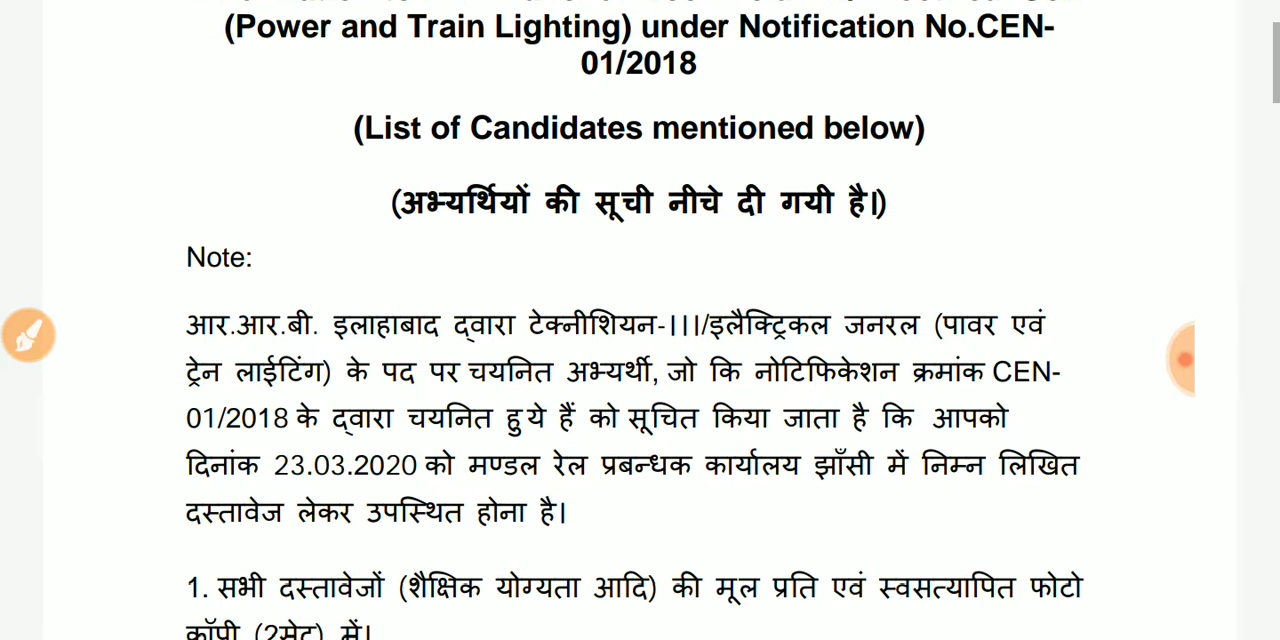 (Power and Train Lighting) under Notification No.CEN-
01/2018
(List of Candidates mentioned below)
(अभ्यर्थियों की सूची नीचे दी गयी है।)
Note:
आर.आर.बी. इलाहाबाद द्वारा टेक्नीशियन-।।।/इलैक्ट्रिकल जनरल (पावर एवं
ट्रेन लाईटिंग) के पद पर चयनित अभ्यर्थी, जो कि नोटिफिकेशन क्रमांक CEN-
01/2018 के द्वारा चयनित हुये हैं को सूचित किया जाता है कि आपको
दिनांक 23.03.2020 को मण्डल रेल प्रबन्धक कार्यालय झाँसी में निम्न लिखित
दस्तावेज लेकर उपस्थित होना है।
1. सभी दस्तावेजों (शैक्षिक योग्यता आदि) की मूल प्रति एवं स्वसत्यापित फोटो
कॉपी (2सेट) में।